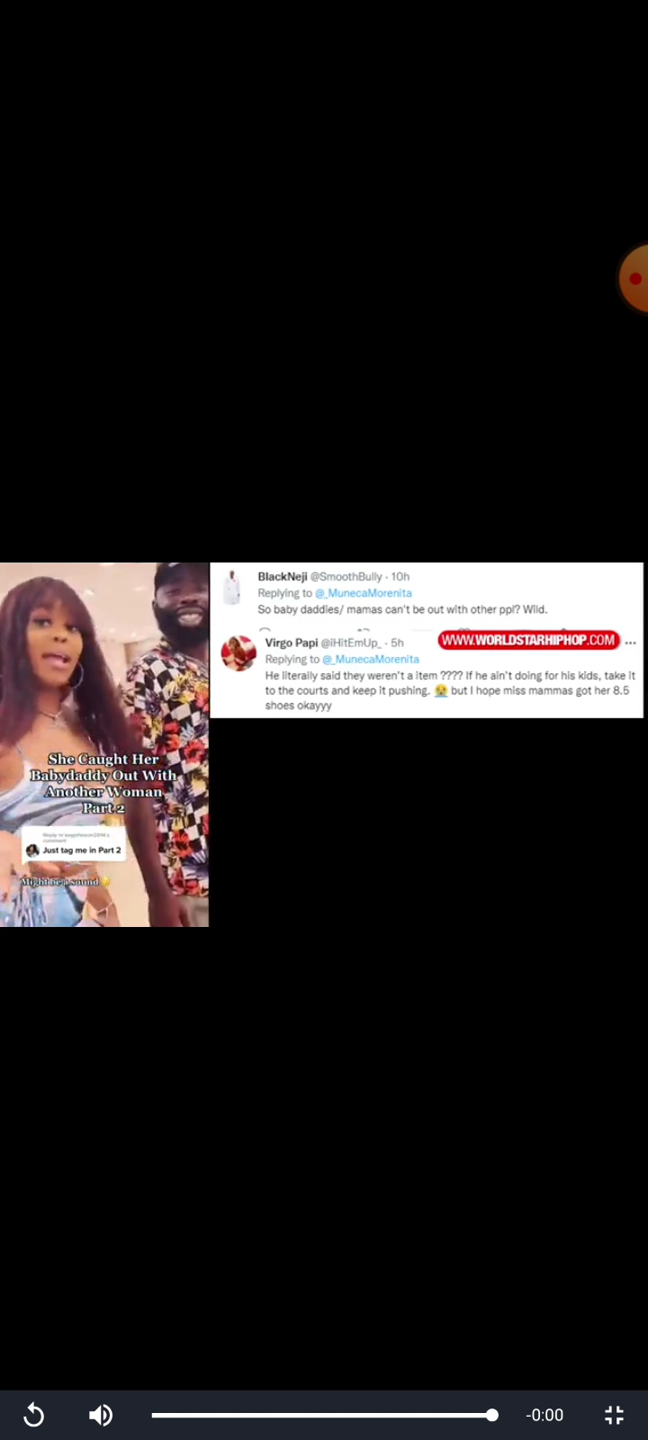 BlackNeji @SmoothBully · 10h
Replying to @_MunecaMorenita
So baby daddies/ mamas can't be out with other ppl? Wild.
Virgo Papi @iHitEmUp_ · 5h
WWW.WORLDSTARHIPHOP.COM
Replying to @_MunecaMorenita
He literally said they weren't a item ???? If he ain't doing for his kids, take it
to the courts and keep it pushing. 😥 but I hope miss mammas got her 8.5
shoes okayyy
She Caught Her
Babydaddy Out With
Another Woman
Part 2
Reply to
comment
Just tag me in Part 2
Might be a sound
-0:00